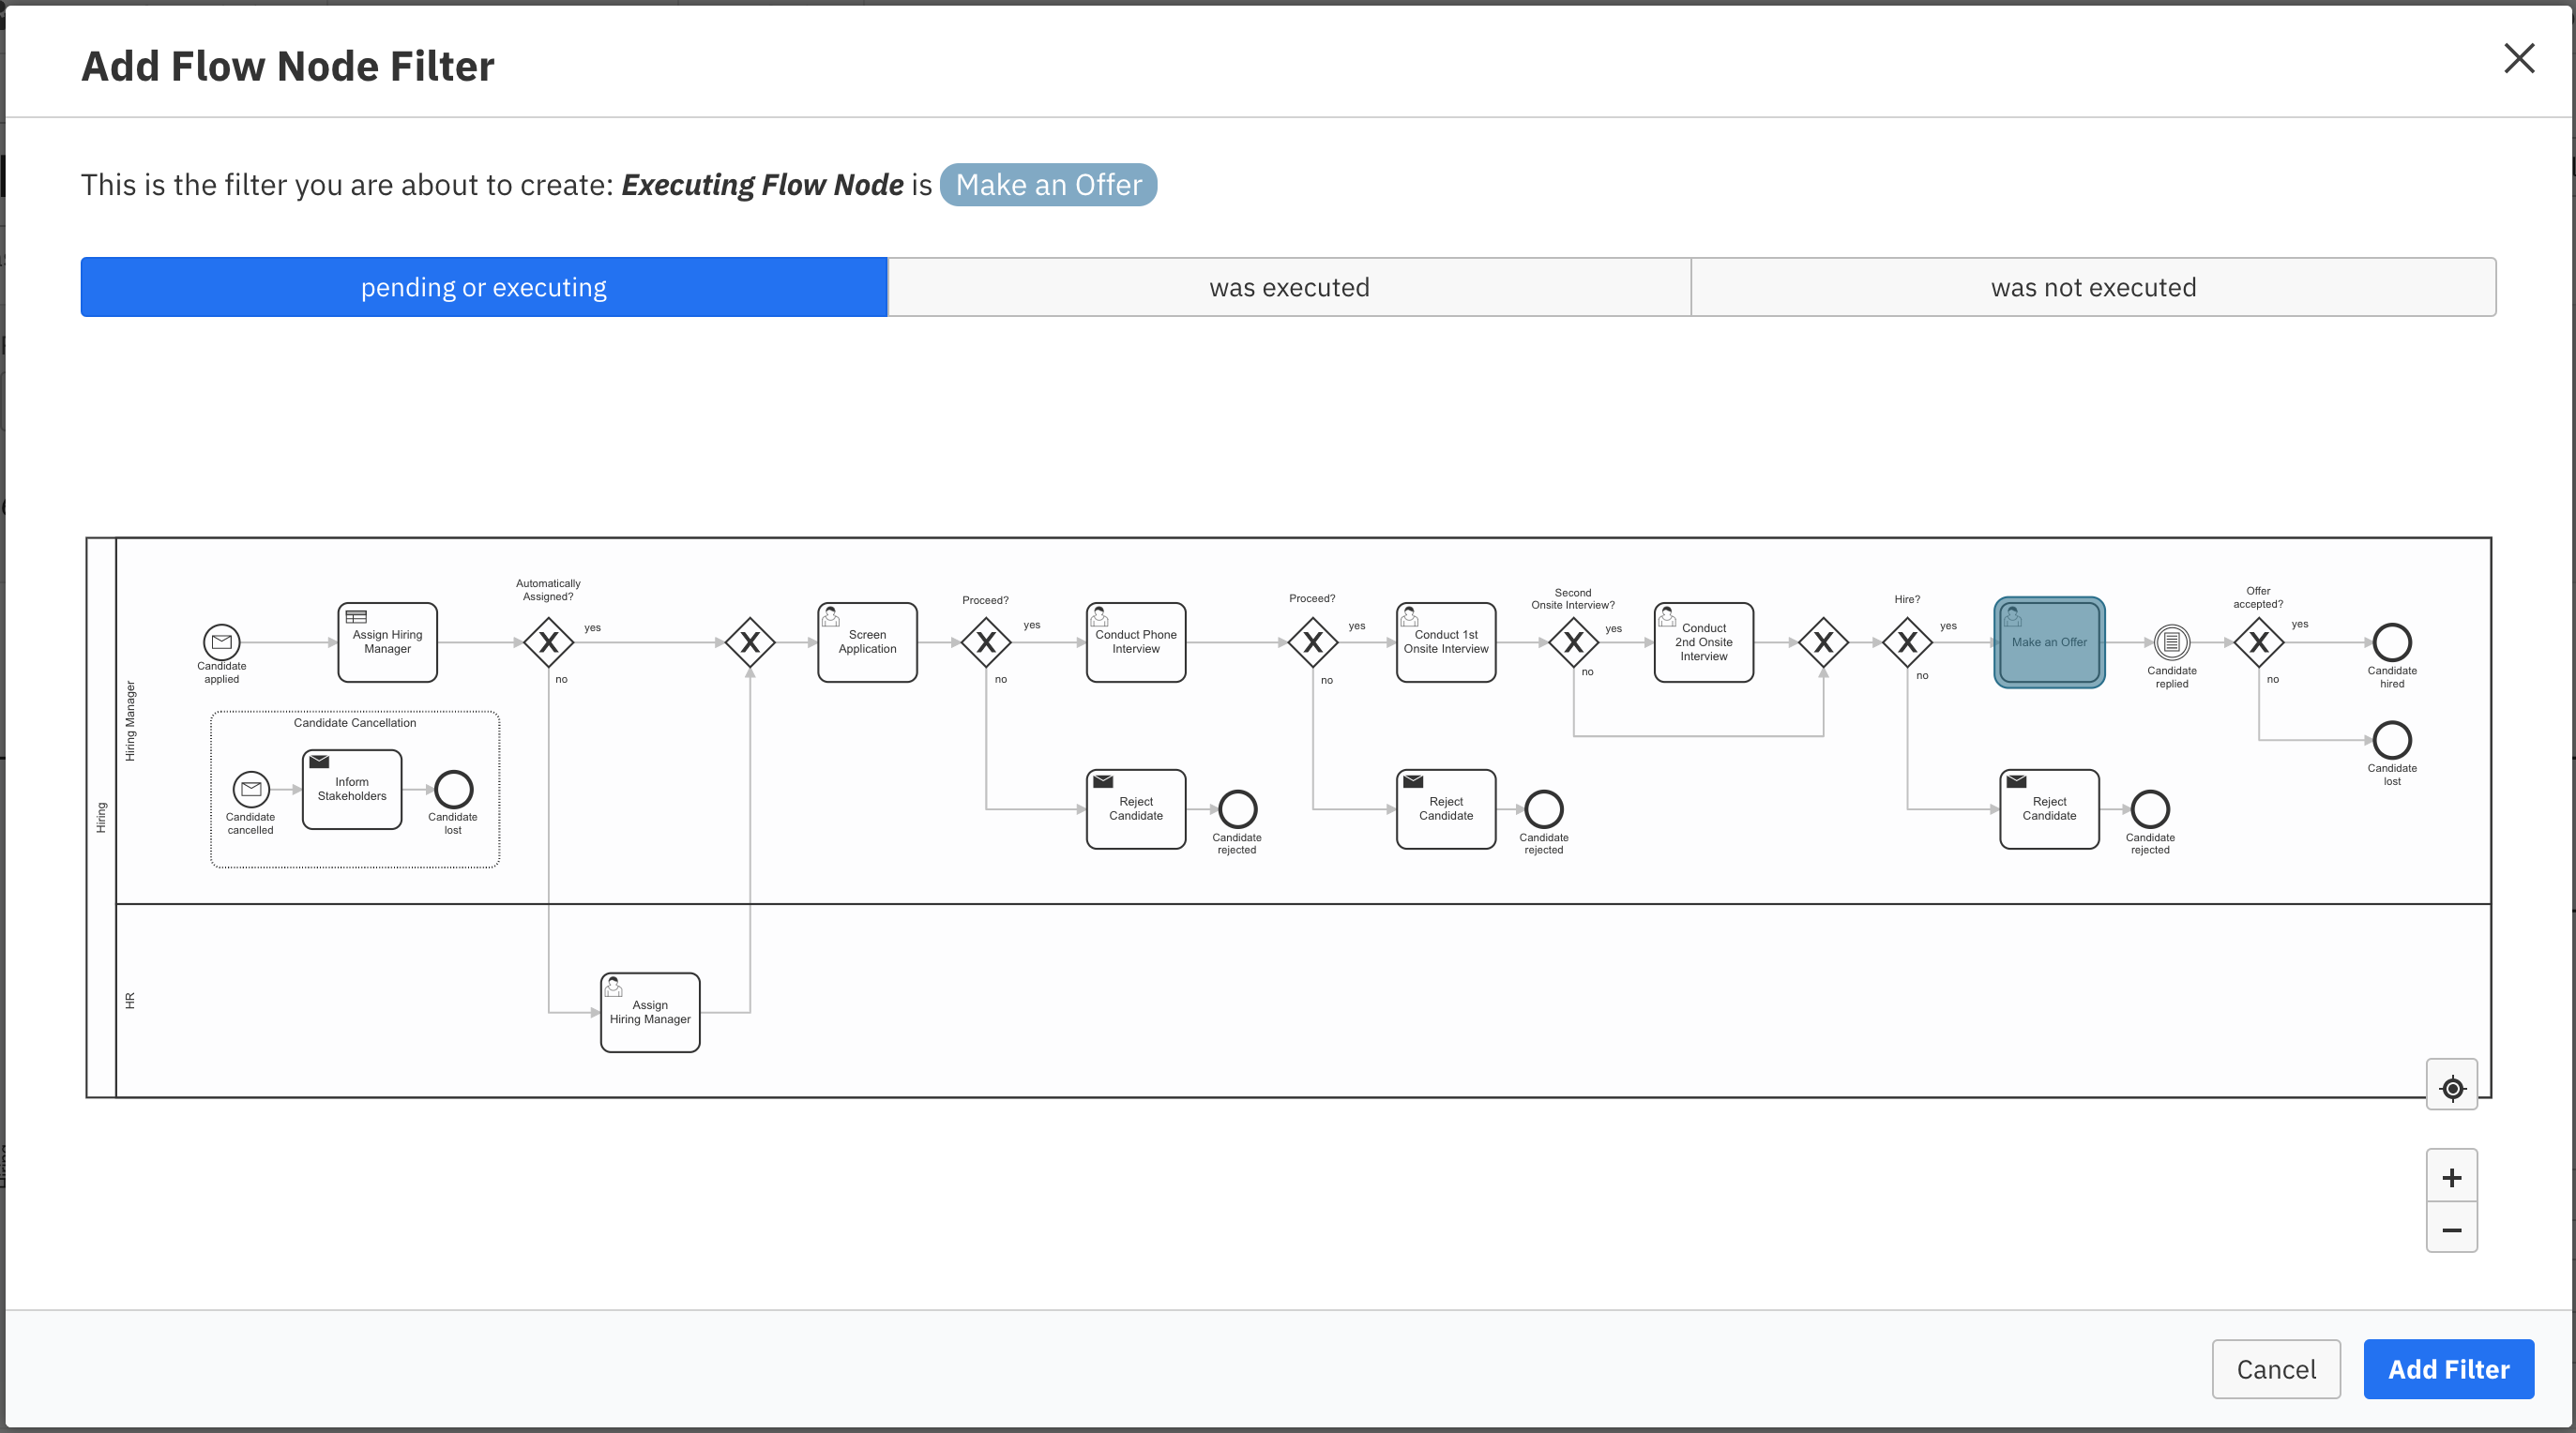 Add Flow Node Filter
This is the filter you are about to create: Executing Flow Node is Make an Offer
pending or executing
was executed
was not executed
Hiring
Hiring Manager
Candidate
applied
Assign Hiring
Manager
Automatically
Assigned?
yes
no
Screen
Application
Proceed?
yes
no
Conduct Phone
Interview
Proceed?
yes
no
Conduct 1st
Onsite Interview
Second
Onsite Interview?
yes
no
Conduct
2nd Onsite
Interview
Hire?
yes
no
Make an Offer
Candidate
replied
Offer
accepted?
yes
no
Candidate
hired
Candidate
lost
Candidate Cancellation
Candidate
cancelled
Inform
Stakeholders
Candidate
lost
Reject
Candidate
Candidate
rejected
Reject
Candidate
Candidate
rejected
Reject
Candidate
Candidate
rejected
HR
Assign
Hiring Manager
Cancel
Add Filter